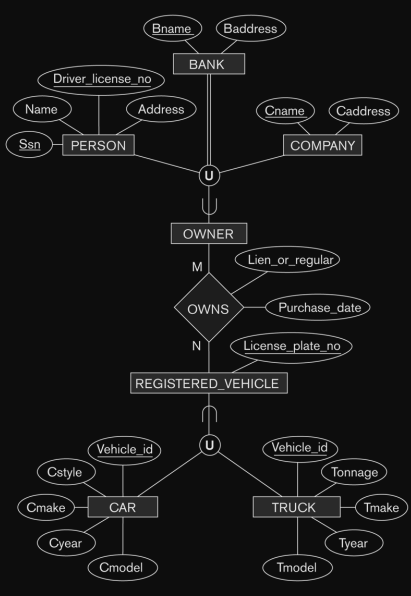 Bname
Baddress
BANK
Driver_license_no
Name
Address
Cname
Caddress
Ssn
PERSON
COMPANY
U
OWNER
M
Lien_or_regular
OWNS
Purchase_date
N
License_plate_no
REGISTERED_VEHICLE
U
Vehicle_id
Vehicle_id
Cstyle
Tonnage
Cmake
CAR
TRUCK
Tmake
Cyear
Tyear
Cmodel
Tmodel